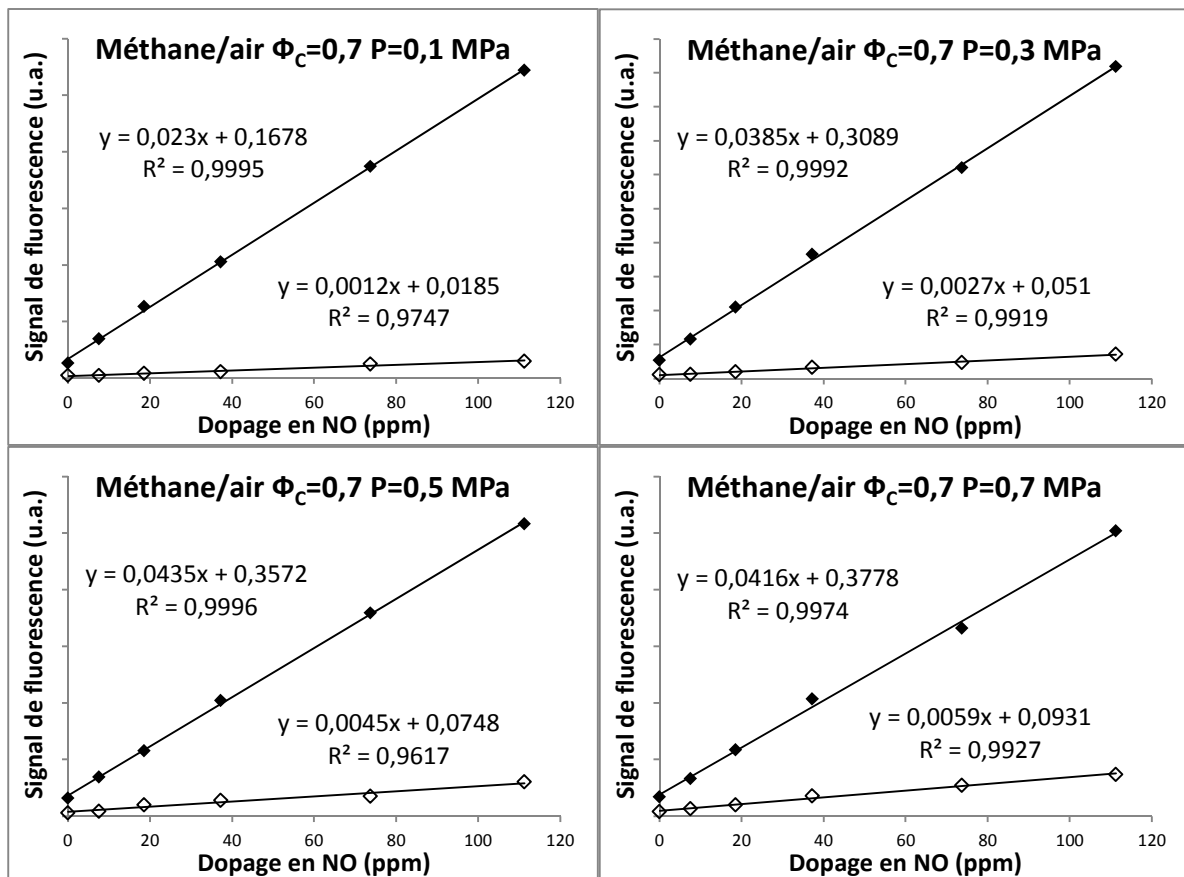 Méthane/air ΦC=0,7 P=0,1 MPa
Signal de fluorescence (u.a.)
y = 0,023x + 0,1678
R² = 0,9995
y = 0,0012x + 0,0185
R² = 0,9747
0 20 40 60 80 100 120
Dopage en NO (ppm)
Méthane/air ΦC=0,7 P=0,3 MPa
Signal de fluorescence (u.a.)
y = 0,0385x + 0,3089
R² = 0,9992
y = 0,0027x + 0,051
R² = 0,9919
0 20 40 60 80 100 120
Dopage en NO (ppm)
Méthane/air ΦC=0,7 P=0,5 MPa
Signal de fluorescence (u.a.)
y = 0,0435x + 0,3572
R² = 0,9996
y = 0,0045x + 0,0748
R² = 0,9617
0 20 40 60 80 100 120
Dopage en NO (ppm)
Méthane/air ΦC=0,7 P=0,7 MPa
Signal de fluorescence (u.a.)
y = 0,0416x + 0,3778
R² = 0,9974
y = 0,0059x + 0,0931
R² = 0,9927
0 20 40 60 80 100 120
Dopage en NO (ppm)